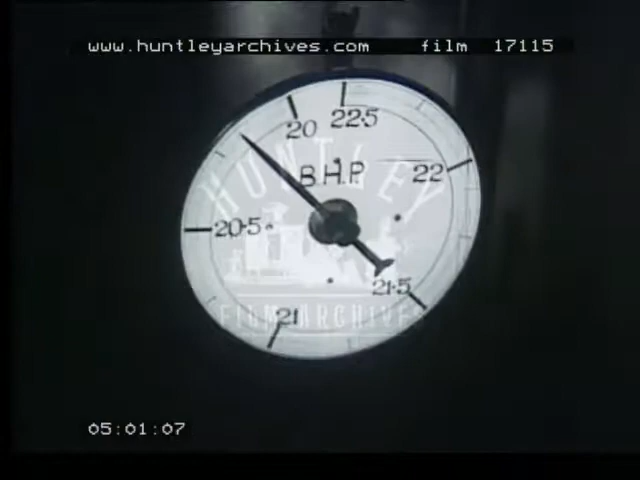 www.huntleyarchives.com film 17115
20 22·5
B.H.P.
HUNTLEY
22
20·5
21·5
21
FILM ARCHIVES
05:01:07